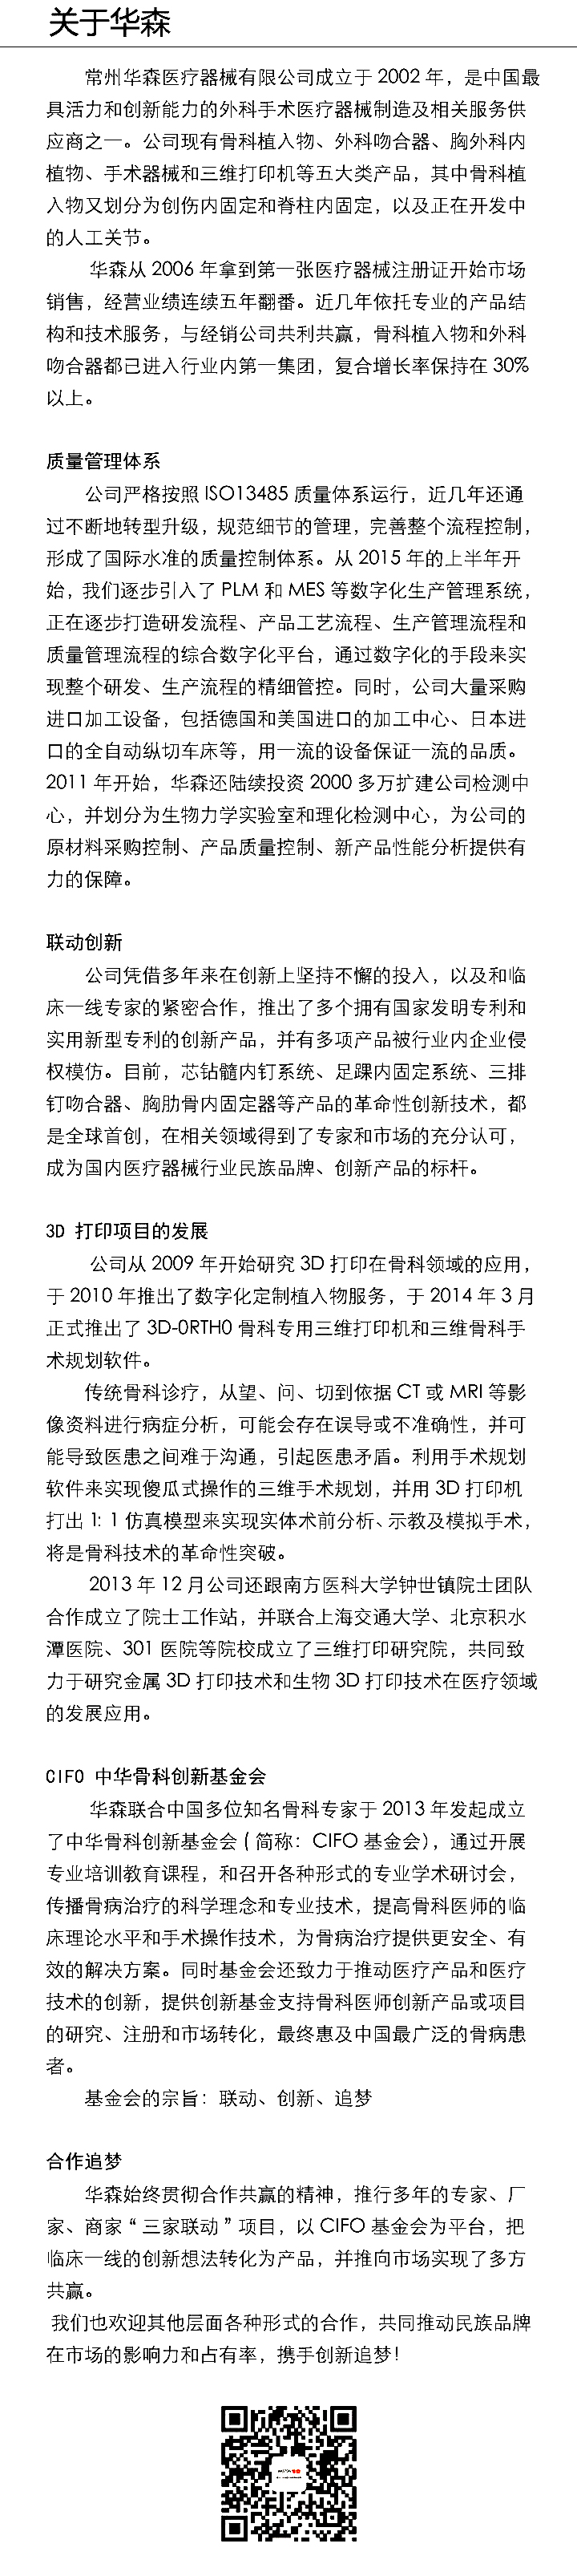 关于华森
常州华森医疗器械有限公司成立于 2002 年，是中国最
具活力和创新能力的外科手术医疗器械制造及相关服务供
应商之一。公司现有骨科植入物、外科吻合器、胸外科内
植物、手术器械和三维打印机等五大类产品，其中骨科植
入物又划分为创伤内固定和脊柱内固定，以及正在开发中
的人工关节。
华森从 2006 年拿到第一张医疗器械注册证开始市场
销售，经营业绩连续五年翻番。近几年依托专业的产品结
构和技术服务，与经销公司共利共赢，骨科植入物和外科
吻合器都已进入行业内第一集团，复合增长率保持在 30%
以上。
质量管理体系
公司严格按照 ISO13485 质量体系运行，近几年还通
过不断地转型升级，规范细节的管理，完善整个流程控制，
形成了国际水准的质量控制体系。从 2015 年的上半年开
始，我们逐步引入了 PLM 和 MES 等数字化生产管理系统，
正在逐步打造研发流程、产品工艺流程、生产管理流程和
质量管理流程的综合数字化平台，通过数字化的手段来实
现整个研发、生产流程的精细管控。同时，公司大量采购
进口加工设备，包括德国和美国进口的加工中心、日本进
口的全自动纵切车床等，用一流的设备保证一流的品质。
2011 年开始，华森还陆续投资 2000 多万扩建公司检测中
心，并划分为生物力学实验室和理化检测中心，为公司的
原材料采购控制、产品质量控制、新产品性能分析提供有
力的保障。
联动创新
公司凭借多年来在创新上坚持不懈的投入，以及和临
床一线专家的紧密合作，推出了多个拥有国家发明专利和
实用新型专利的创新产品，并有多项产品被行业内企业侵
权模仿。目前，芯钻髓内钉系统、足踝内固定系统、三排
钉吻合器、胸肋骨内固定器等产品的革命性创新技术，都
是全球首创，在相关领域得到了专家和市场的充分认可，
成为国内医疗器械行业民族品牌、创新产品的标杆。
3D 打印项目的发展
公司从 2009 年开始研究 3D 打印在骨科领域的应用，
于 2010 年推出了数字化定制植入物服务，于 2014 年 3 月
正式推出了 3D-ORTHO 骨科专用三维打印机和三维骨科手
术规划软件。
传统骨科诊疗，从望、问、切到依据 CT 或 MRI 等影
像资料进行病症分析，可能会存在误导或不准确性，并可
能导致医患之间难于沟通，引起医患矛盾。利用手术规划
软件来实现傻瓜式操作的三维手术规划，并用 3D 打印机
打出 1: 1 仿真模型来实现实体术前分析、示教及模拟手术，
将是骨科技术的革命性突破。
2013 年 12 月公司还跟南方医科大学钟世镇院士团队
合作成立了院士工作站，并联合上海交通大学、北京积水
潭医院、301 医院等院校成立了三维打印研究院，共同致
力于研究金属 3D 打印技术和生物 3D 打印技术在医疗领域
的发展应用。
CIFO 中华骨科创新基金会
华森联合中国多位知名骨科专家于 2013 年发起成立
了中华骨科创新基金会（简称：CIFO 基金会），通过开展
专业培训教育课程，和召开各种形式的专业学术研讨会，
传播骨病治疗的科学理念和专业技术，提高骨科医师的临
床理论水平和手术操作技术，为骨病治疗提供更安全、有
效的解决方案。同时基金会还致力于推动医疗产品和医疗
技术的创新，提供创新基金支持骨科医师创新产品或项目
的研究、注册和市场转化，最终惠及中国最广泛的骨病患
者。
基金会的宗旨：联动、创新、追梦
合作追梦
华森始终贯彻合作共赢的精神，推行多年的专家、厂
家、商家“三家联动”项目，以 CIFO 基金会为平台，把
临床一线的创新想法转化为产品，并推向市场实现了多方
共赢。
我们也欢迎其他层面各种形式的合作，共同推动民族品牌
在市场的影响力和占有率，携手创新追梦！